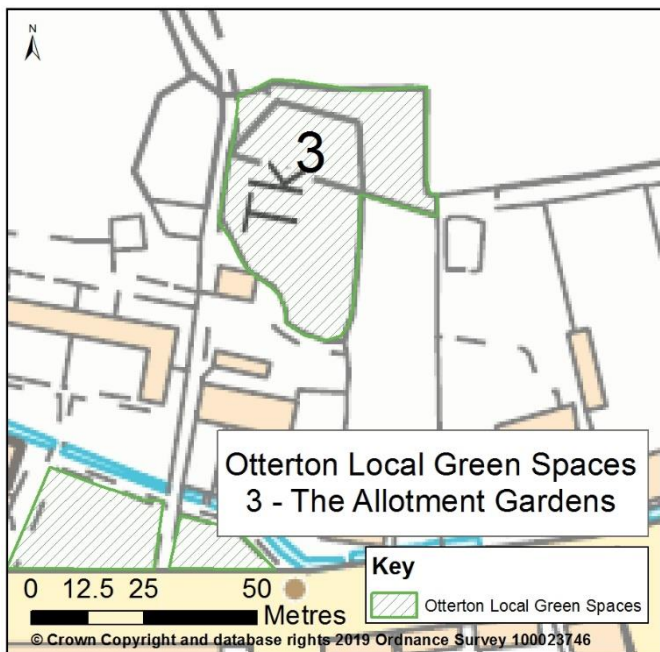 N
3
TK
Otterton Local Green Spaces
3 - The Allotment Gardens
Key
Otterton Local Green Spaces
0 12.5 25 50
Metres
© Crown Copyright and database rights 2019 Ordnance Survey 100023746